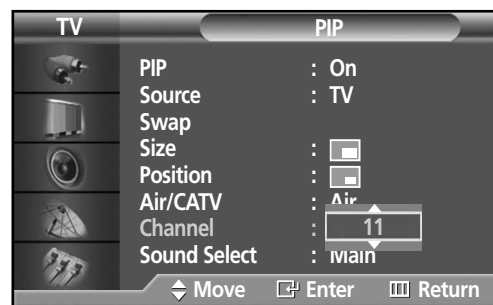 TV PIP
PIP : On
Source : TV
Swap
Size :
Position :
Air/CATV : Air
Channel : 11
Sound Select : Main
Move Enter Return